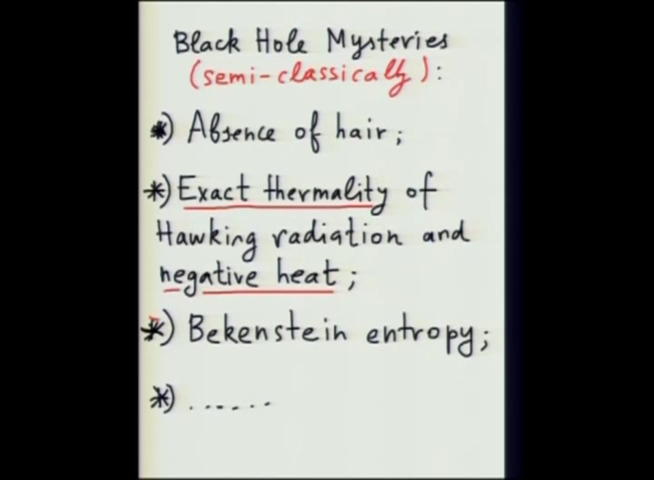 Black Hole Mysteries
(semi-classically):
*) Absence of hair;
*) Exact thermality of
Hawking radiation and
negative heat;
*) Bekenstein entropy;
*) ......